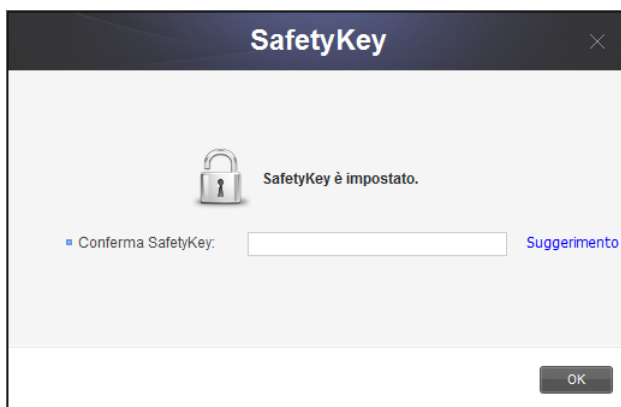 SafetyKey
SafetyKey è impostato.
Conferma SafetyKey:
Suggerimento
OK